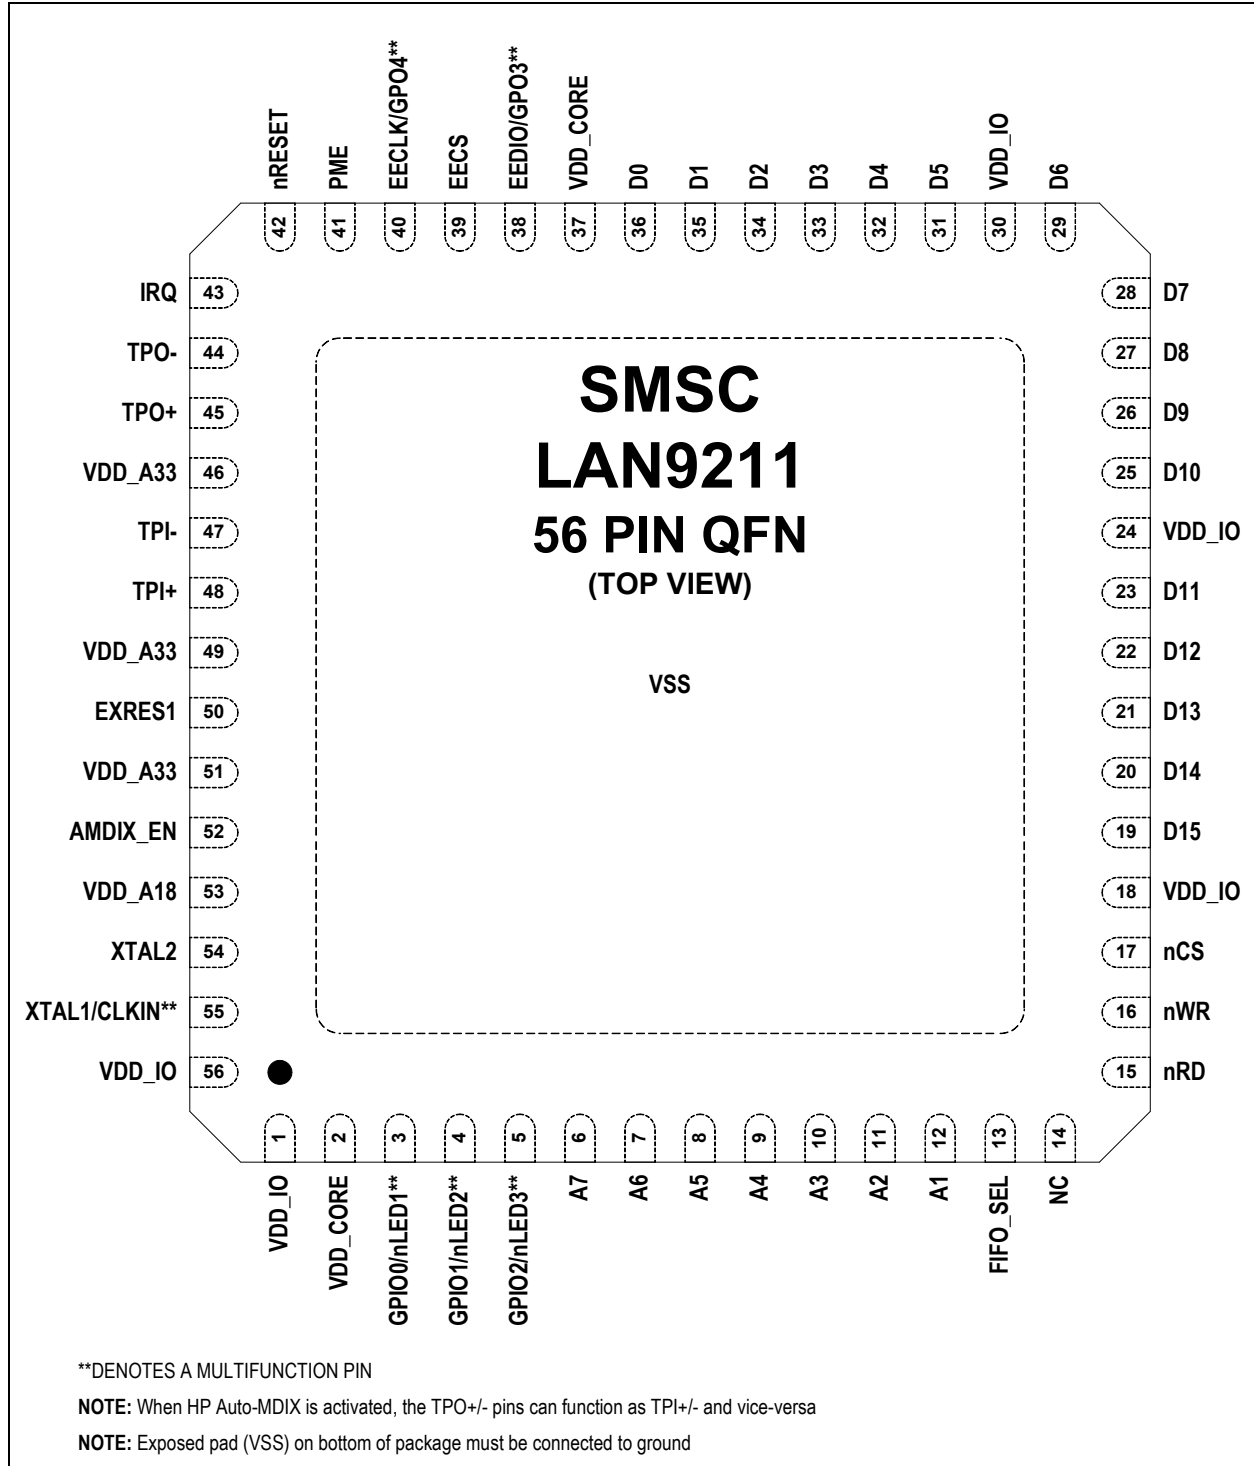 nRESET
PME
EECLK/GPO4**
EECS
EEDIO/GPO3**
VDD_CORE
D0
D1
D2
D3
D4
D5
VDD_IO
D6
42
41
40
39
38
37
36
35
34
33
32
31
30
29
IRQ 43
TPO- 44
TPO+ 45
VDD_A33 46
TPI- 47
TPI+ 48
VDD_A33 49
EXRES1 50
VDD_A33 51
AMDIX_EN 52
VDD_A18 53
XTAL2 54
XTAL1/CLKIN** 55
VDD_IO 56
SMSC
LAN9211
56 PIN QFN
(TOP VIEW)
VSS
28 D7
27 D8
26 D9
25 D10
24 VDD_IO
23 D11
22 D12
21 D13
20 D14
19 D15
18 VDD_IO
17 nCS
16 nWR
15 nRD
1
2
3
4
5
6
7
8
9
10
11
12
13
14
VDD_IO
VDD_CORE
GPIO0/nLED1**
GPIO1/nLED2**
GPIO2/nLED3**
A7
A6
A5
A4
A3
A2
A1
FIFO_SEL
NC
**DENOTES A MULTIFUNCTION PIN
NOTE: When HP Auto-MDIX is activated, the TPO+/- pins can function as TPI+/- and vice-versa
NOTE: Exposed pad (VSS) on bottom of package must be connected to ground